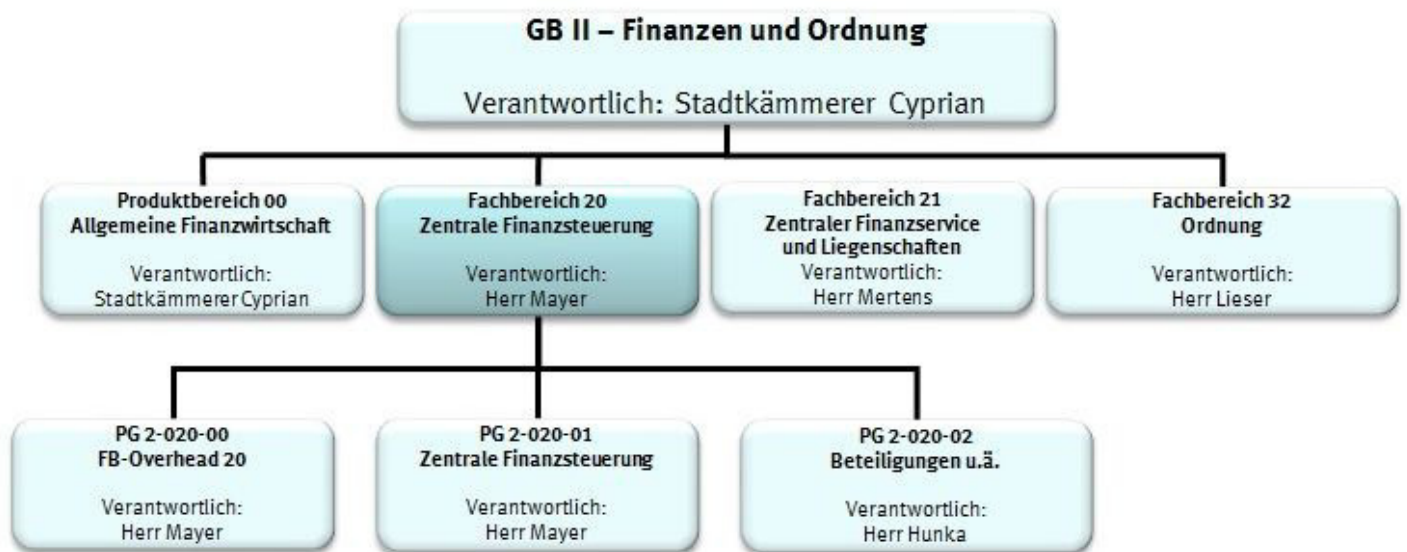 GB II – Finanzen und Ordnung
Verantwortlich: Stadtkämmerer Cyprian
Produktbereich 00
Allgemeine Finanzwirtschaft
Verantwortlich:
Stadtkämmerer Cyprian
Fachbereich 20
Zentrale Finanzsteuerung
Verantwortlich:
Herr Mayer
Fachbereich 21
Zentraler Finanzservice
und Liegenschaften
Verantwortlich:
Herr Mertens
Fachbereich 32
Ordnung
Verantwortlich:
Herr Lieser
PG 2-020-00
FB-Overhead 20
Verantwortlich:
Herr Mayer
PG 2-020-01
Zentrale Finanzsteuerung
Verantwortlich:
Herr Mayer
PG 2-020-02
Beteiligungen u.ä.
Verantwortlich:
Herr Hunka